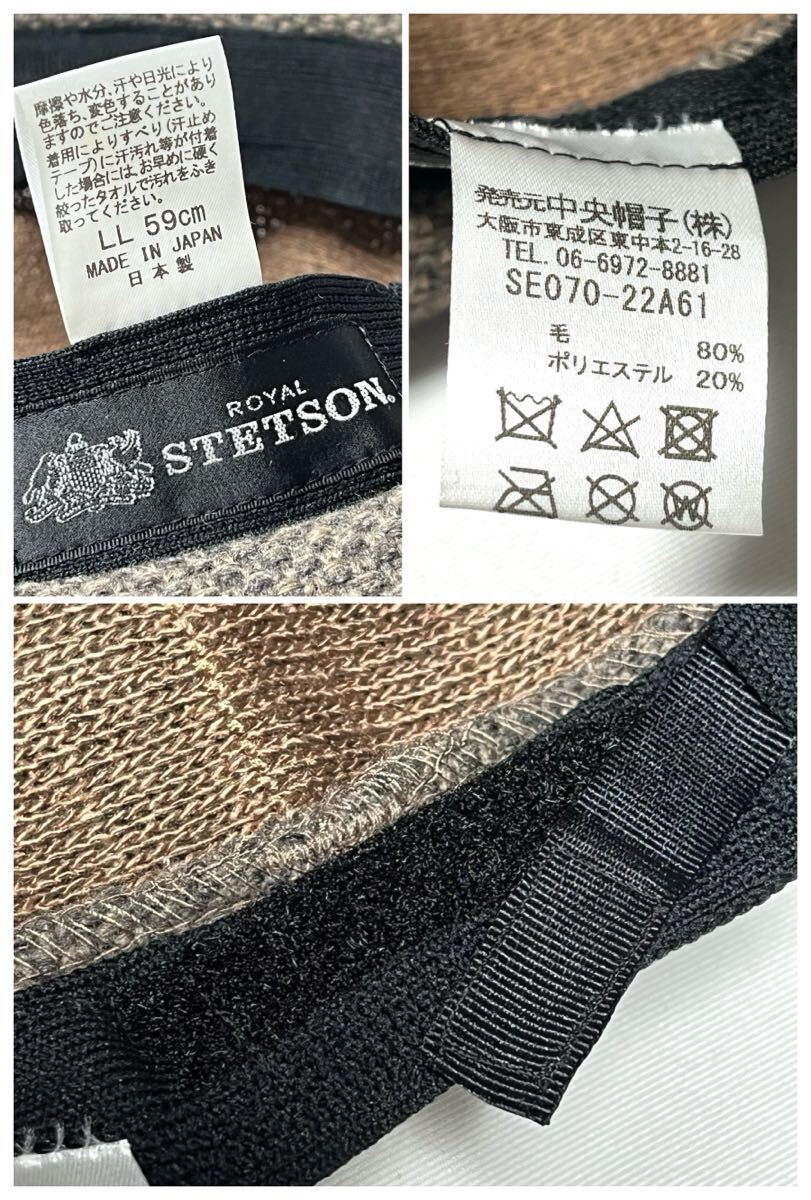 摩擦や水分、汗や日光により
色落ち、変色することがあり
ますのでご注意ください。
着用によりすべり(汗止め
テープ)に汗汚れ等が付着
した場合には、お早めに硬く
絞ったタオルで汚れをふき
取ってください。
LL 59cm
MADE IN JAPAN
日本製
ROYAL
STETSON
発売元中央帽子(株)
大阪市東成区東中本2-16-28
TEL. 06-6972-8881
SE070-22A61
毛 80%
ポリエステル 20%
W